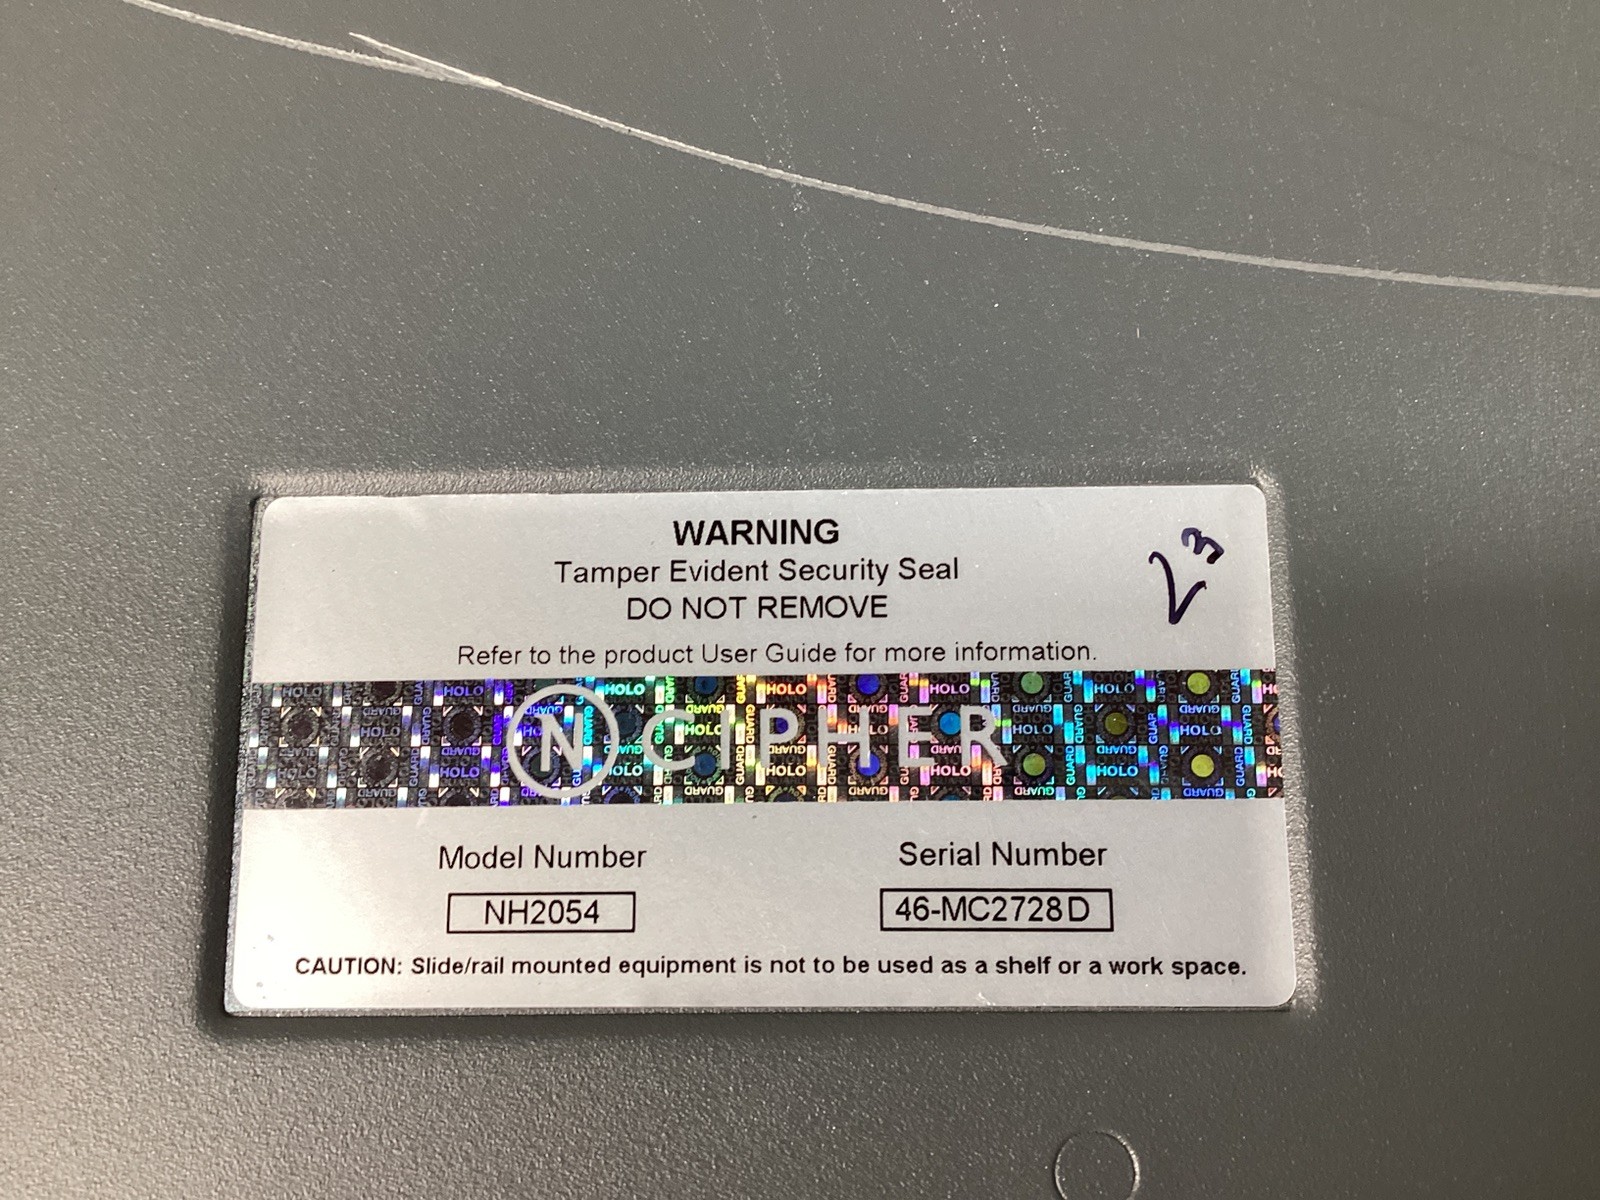 WARNING
Tamper Evident Security Seal
DO NOT REMOVE
Refer to the product User Guide for more information.
N CIPHER
Model Number
Serial Number
NH2054
46-MC2728D
CAUTION: Slide/rail mounted equipment is not to be used as a shelf or a work space.